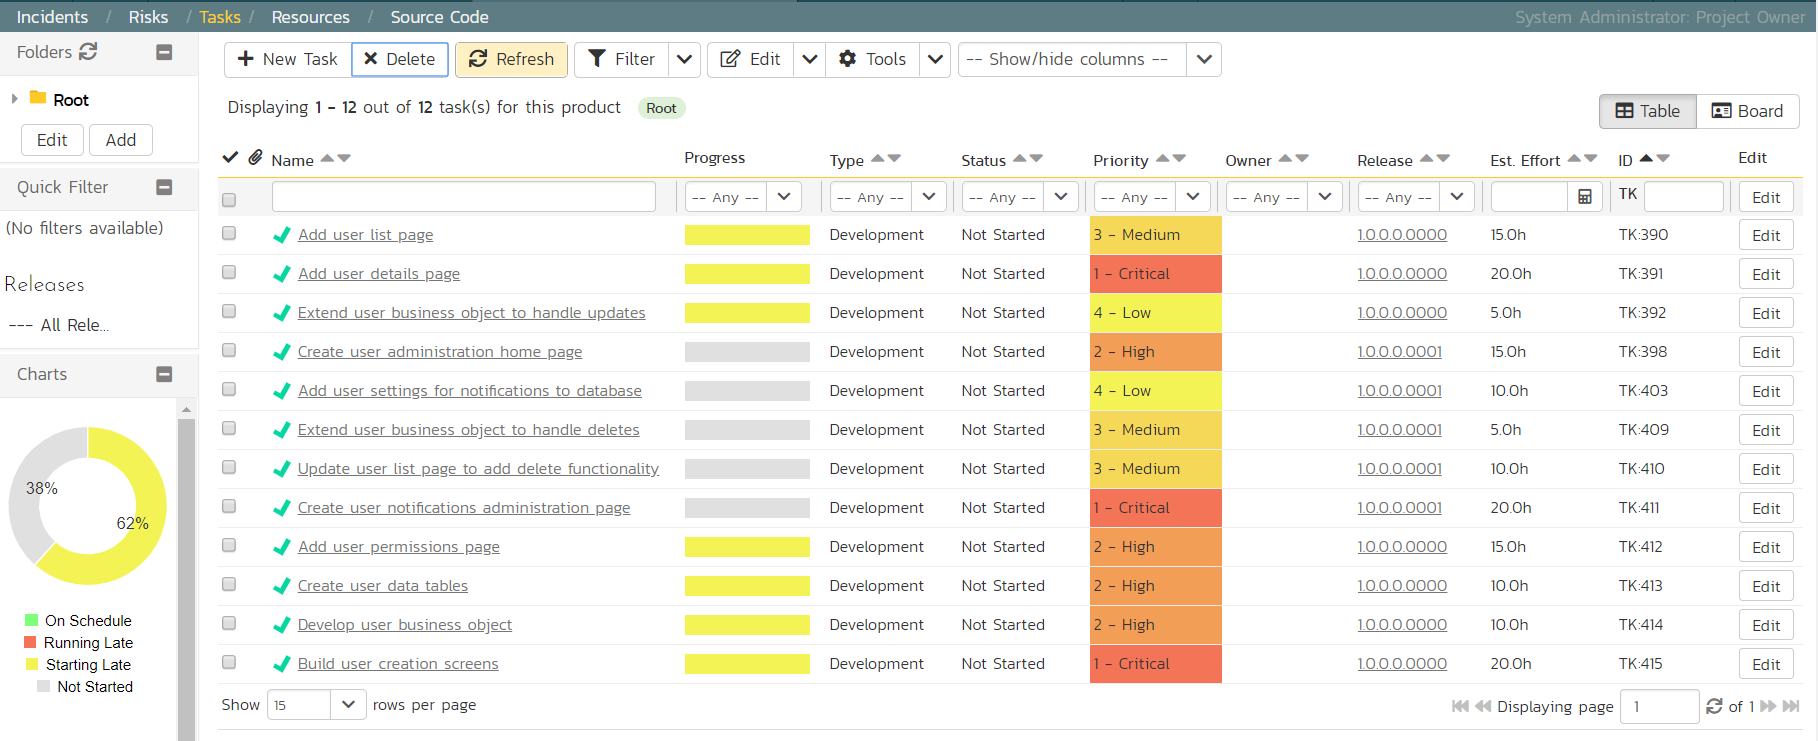 Incidents / Risks / Tasks / Resources / Source Code
System Administrator: Project Owner
Folders
Root
Edit Add
Quick Filter
(No filters available)
Releases
--- All Rele...
Charts
38%
62%
On Schedule
Running Late
Starting Late
Not Started
New Task Delete Refresh Filter Edit Tools -- Show/hide columns --
Displaying 1 - 12 out of 12 task(s) for this product Root
Table Board
Name Progress Type Status Priority Owner Release Est. Effort ID Edit
-- Any -- -- Any -- -- Any -- -- Any -- -- Any -- -- Any -- TK Edit
Add user list page Development Not Started 3 - Medium 1.0.0.0.0000 15.0h TK:390 Edit
Add user details page Development Not Started 1 - Critical 1.0.0.0.0000 20.0h TK:391 Edit
Extend user business object to handle updates Development Not Started 4 - Low 1.0.0.0.0000 5.0h TK:392 Edit
Create user administration home page Development Not Started 2 - High 1.0.0.0.0001 15.0h TK:398 Edit
Add user settings for notifications to database Development Not Started 4 - Low 1.0.0.0.0001 10.0h TK:403 Edit
Extend user business object to handle deletes Development Not Started 3 - Medium 1.0.0.0.0001 5.0h TK:409 Edit
Update user list page to add delete functionality Development Not Started 3 - Medium 1.0.0.0.0001 10.0h TK:410 Edit
Create user notifications administration page Development Not Started 1 - Critical 1.0.0.0.0001 20.0h TK:411 Edit
Add user permissions page Development Not Started 2 - High 1.0.0.0.0000 15.0h TK:412 Edit
Create user data tables Development Not Started 2 - High 1.0.0.0.0000 10.0h TK:413 Edit
Develop user business object Development Not Started 2 - High 1.0.0.0.0000 10.0h TK:414 Edit
Build user creation screens Development Not Started 1 - Critical 1.0.0.0.0000 20.0h TK:415 Edit
Show 15 rows per page
Displaying page 1 of 1